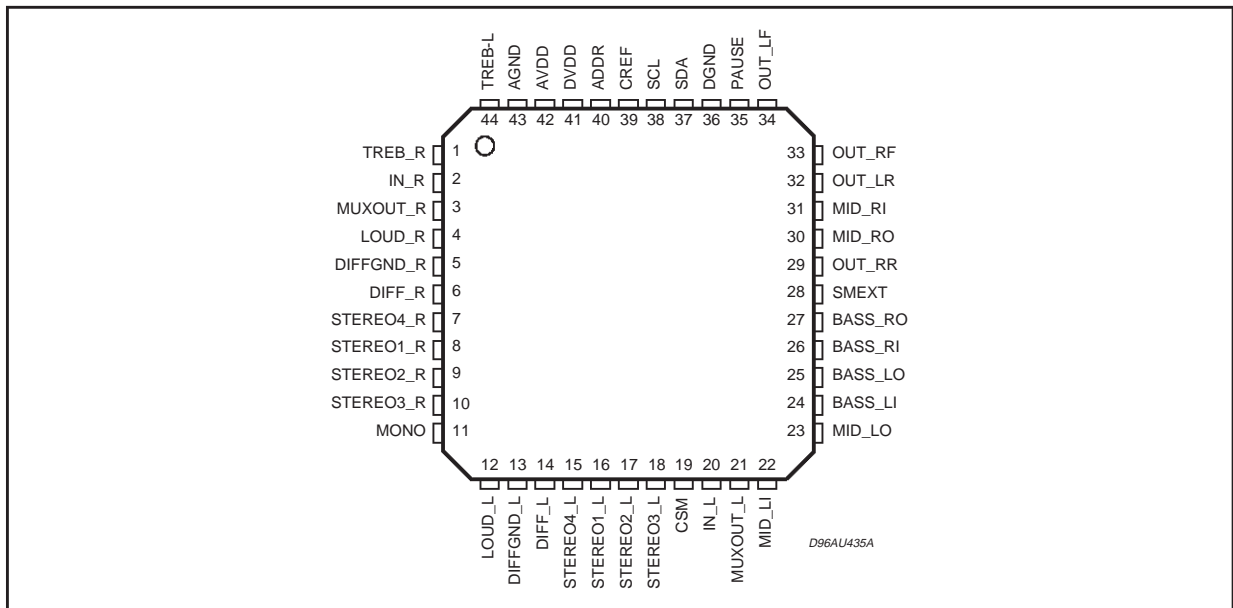 TREB-L
AGND
AVDD
DVDD
ADDR
CREF
SCL
SDA
DGND
PAUSE
OUT_LF
44 43 42 41 40 39 38 37 36 35 34
TREB_R 1 33 OUT_RF
IN_R 2 32 OUT_LR
MUXOUT_R 3 31 MID_RI
LOUD_R 4 30 MID_RO
DIFFGND_R 5 29 OUT_RR
DIFF_R 6 28 SMEXT
STEREO4_R 7 27 BASS_RO
STEREO1_R 8 26 BASS_RI
STEREO2_R 9 25 BASS_LO
STEREO3_R 10 24 BASS_LI
MONO 11 23 MID_LO
12 13 14 15 16 17 18 19 20 21 22
LOUD_L
DIFFGND_L
DIFF_L
STEREO4_L
STEREO1_L
STEREO2_L
STEREO3_L
CSM
IN_L
MUXOUT_L
MID_LI
D96AU435A